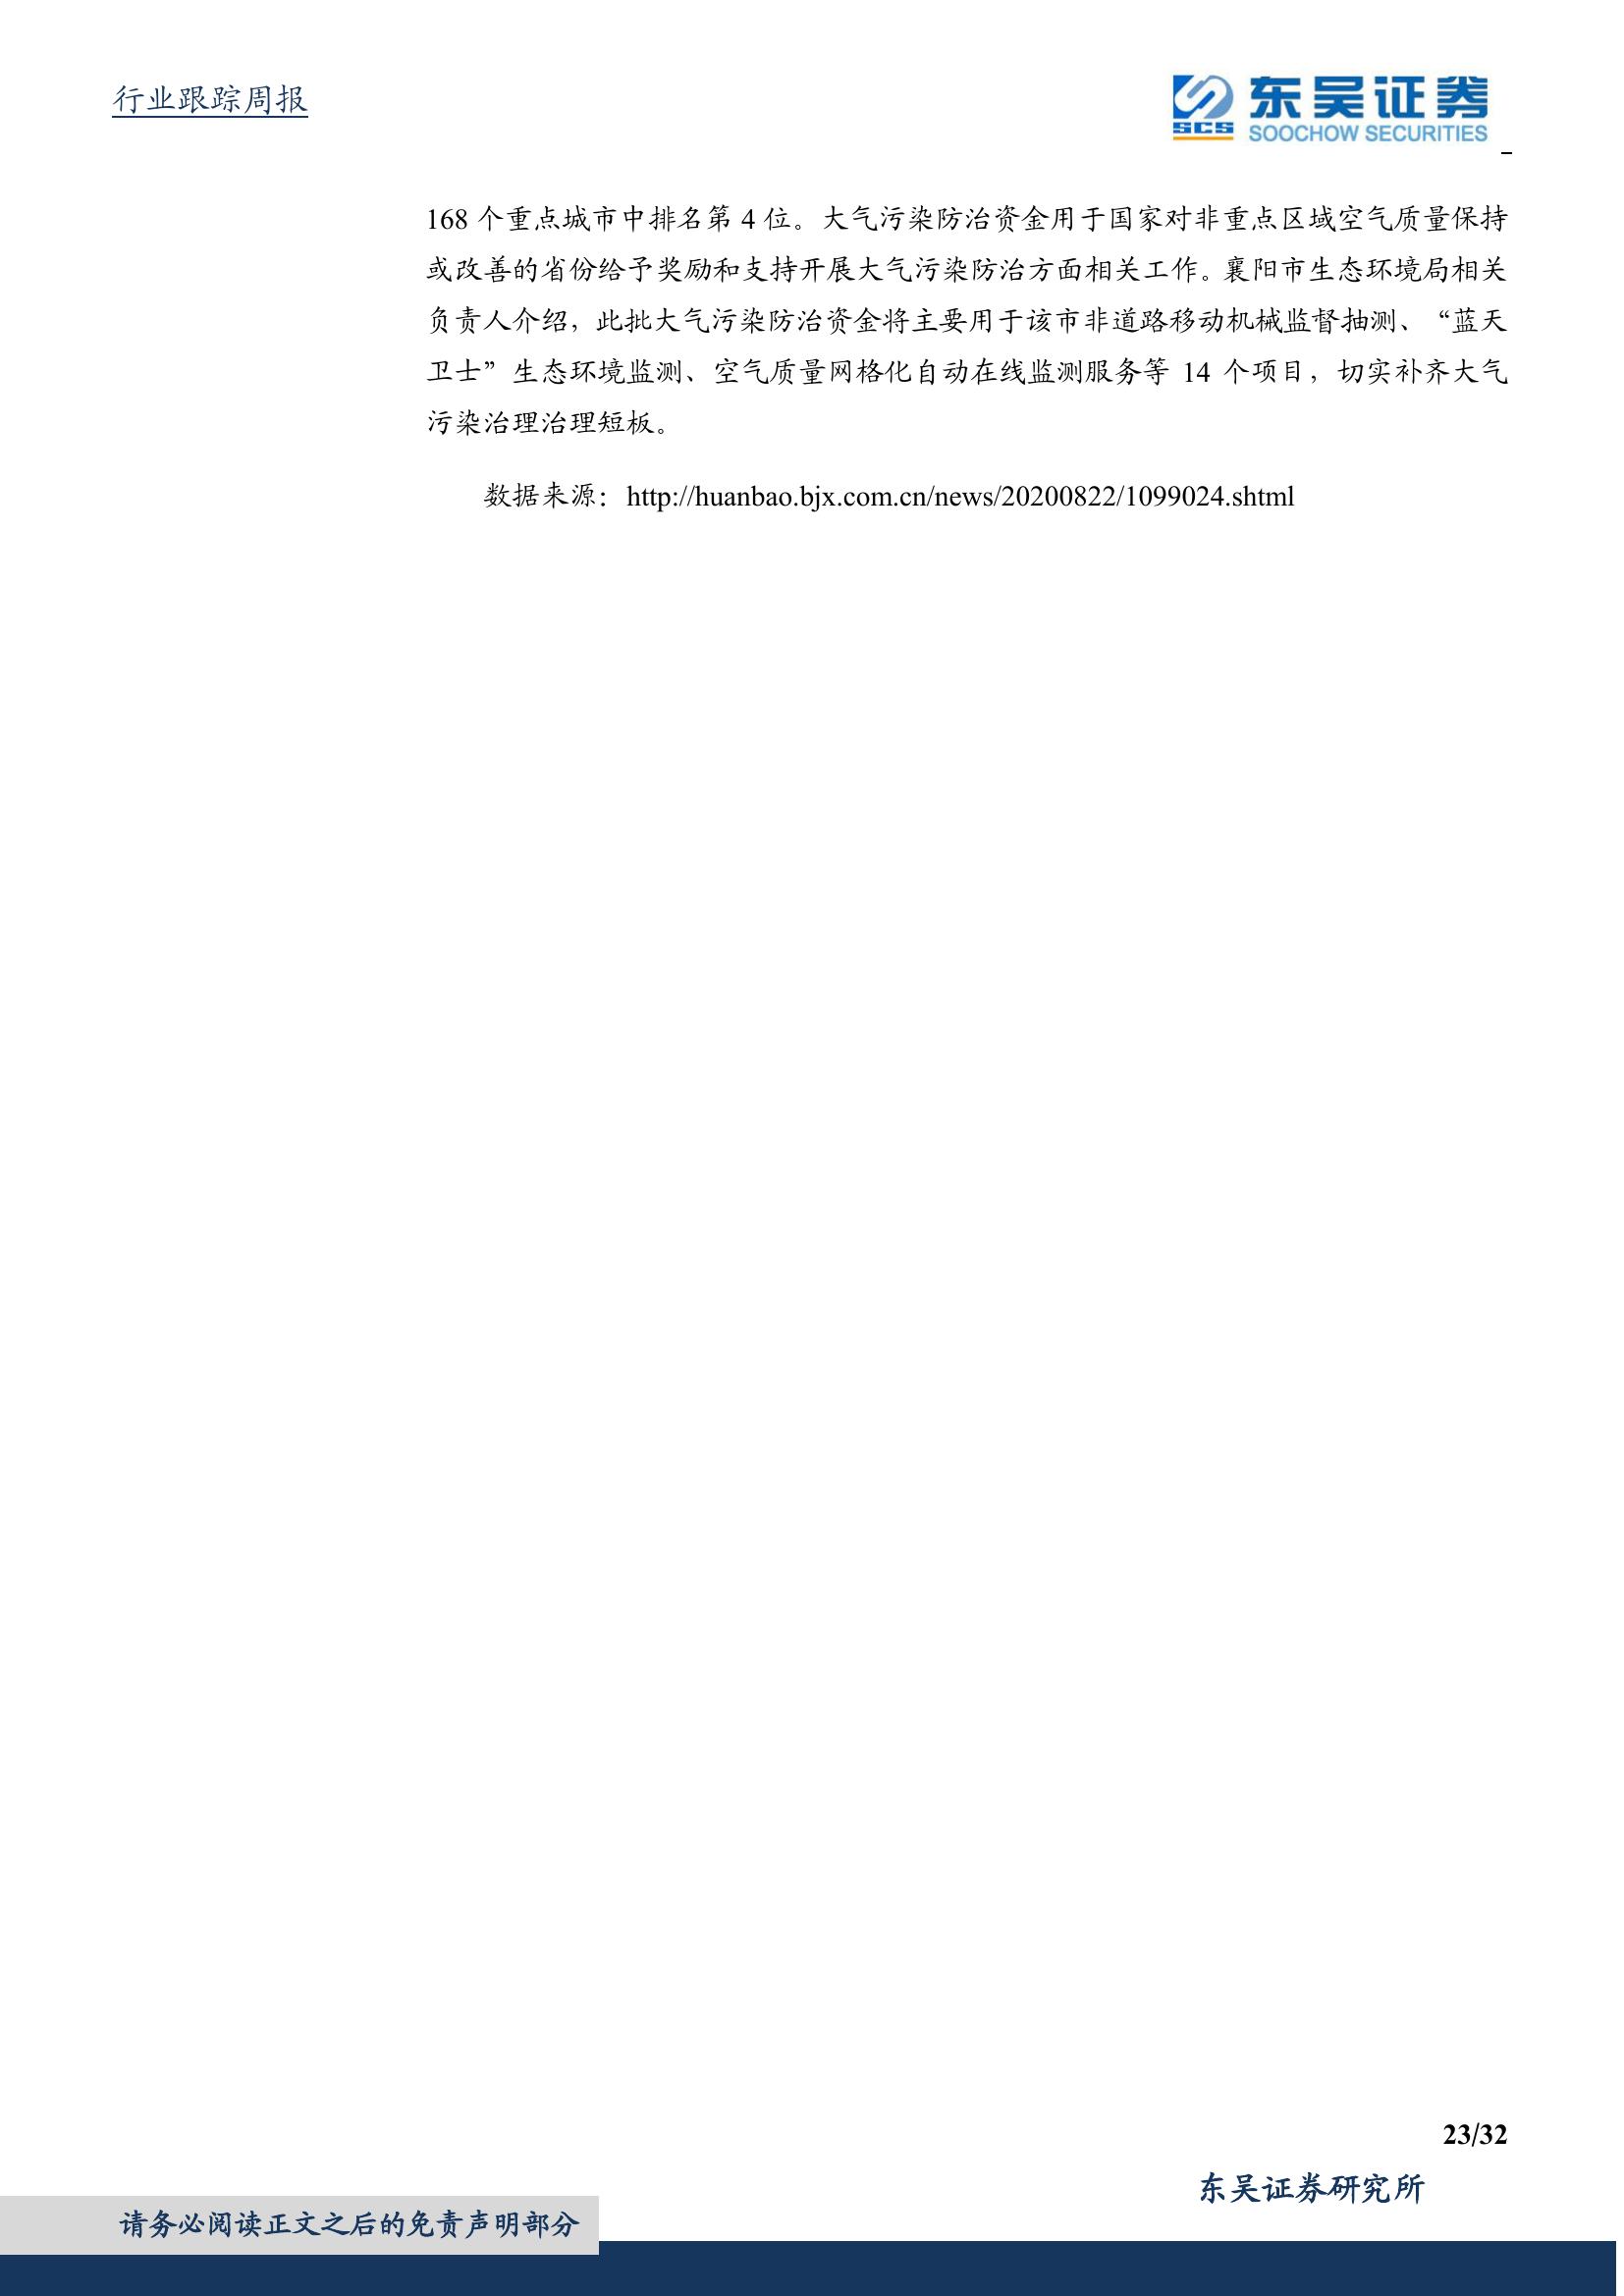 行业跟踪周报
SCS
东吴证券
SOOCHOW SECURITIES
168 个重点城市中排名第 4 位。大气污染防治资金用于国家对非重点区域空气质量保持
或改善的省份给予奖励和支持开展大气污染防治方面相关工作。襄阳市生态环境局相关
负责人介绍，此批大气污染防治资金将主要用于该市非道路移动机械监督抽测、“蓝天
卫士”生态环境监测、空气质量网格化自动在线监测服务等 14 个项目，切实补齐大气
污染治理治理短板。
数据来源：http://huanbao.bjx.com.cn/news/20200822/1099024.shtml
23/32
东吴证券研究所
请务必阅读正文之后的免责声明部分